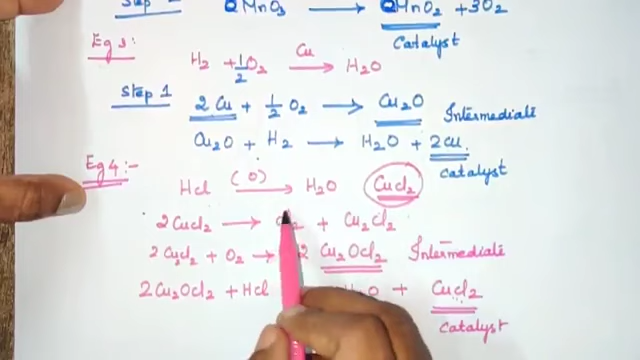 Step 2 2MnO3 → 2MnO2 + 3O2
Catalyst
Eg 3:
H2 + 1/2 O2 Cu → H2O
Step 1 2Cu + 1/2 O2 → Cu2O Intermediate
Cu2O + H2 → H2O + 2Cu
catalyst
Eg 4:-
Hcl (O) → H2O Cucl2
2Cucl2 → + Cu2cl2
2Cu2cl2 + O2 → 2 Cu2Ocl2 Intermediate
2Cu2Ocl2 + Hcl + Cucl2
catalyst